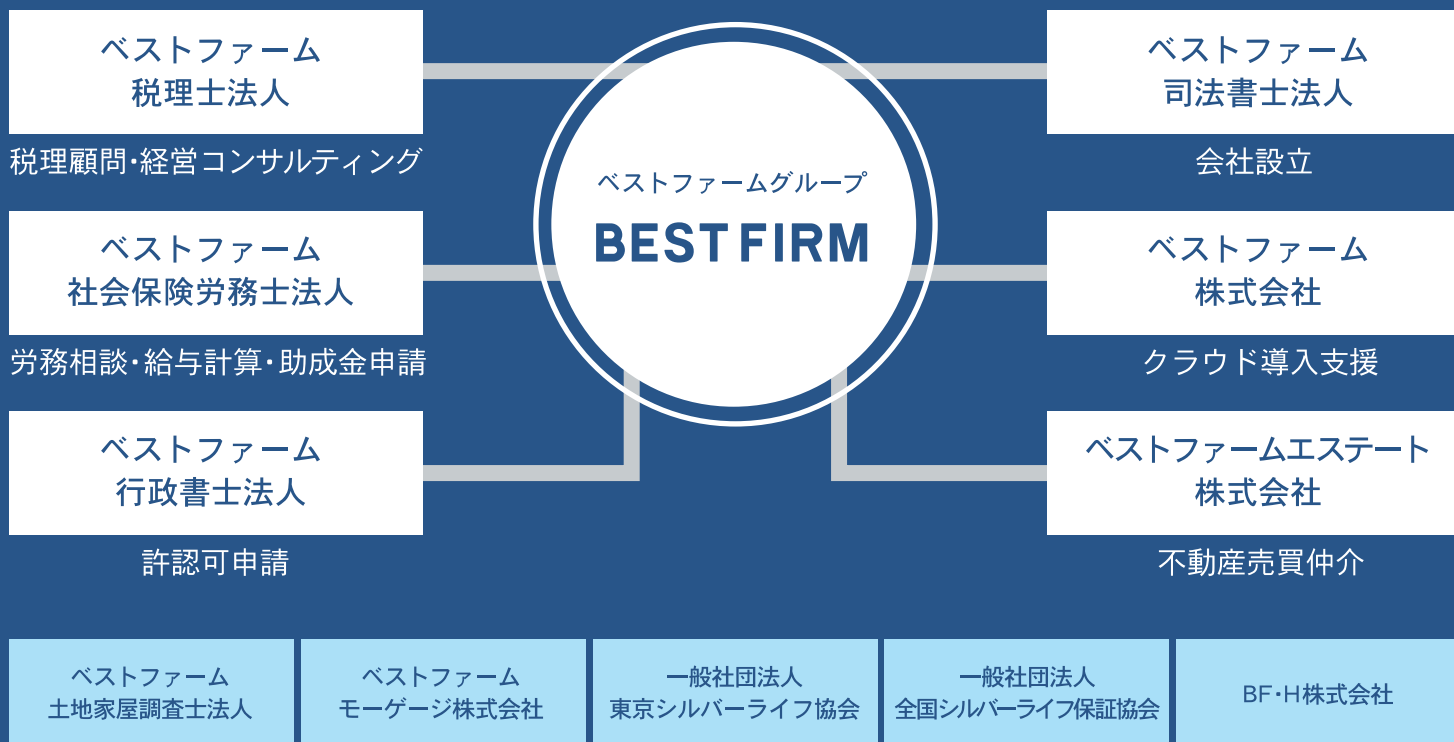 ベストファーム
税理士法人
税理顧問・経営コンサルティング
ベストファーム
社会保険労務士法人
労務相談・給与計算・助成金申請
ベストファーム
行政書士法人
許認可申請
ベストファームグループ
BEST FIRM
ベストファーム
司法書士法人
会社設立
ベストファーム
株式会社
クラウド導入支援
ベストファームエステート
株式会社
不動産売買仲介
ベストファーム
土地家屋調査士法人
ベストファーム
モーゲージ株式会社
一般社団法人
東京シルバーライフ協会
一般社団法人
全国シルバーライフ保証協会
BF・H株式会社